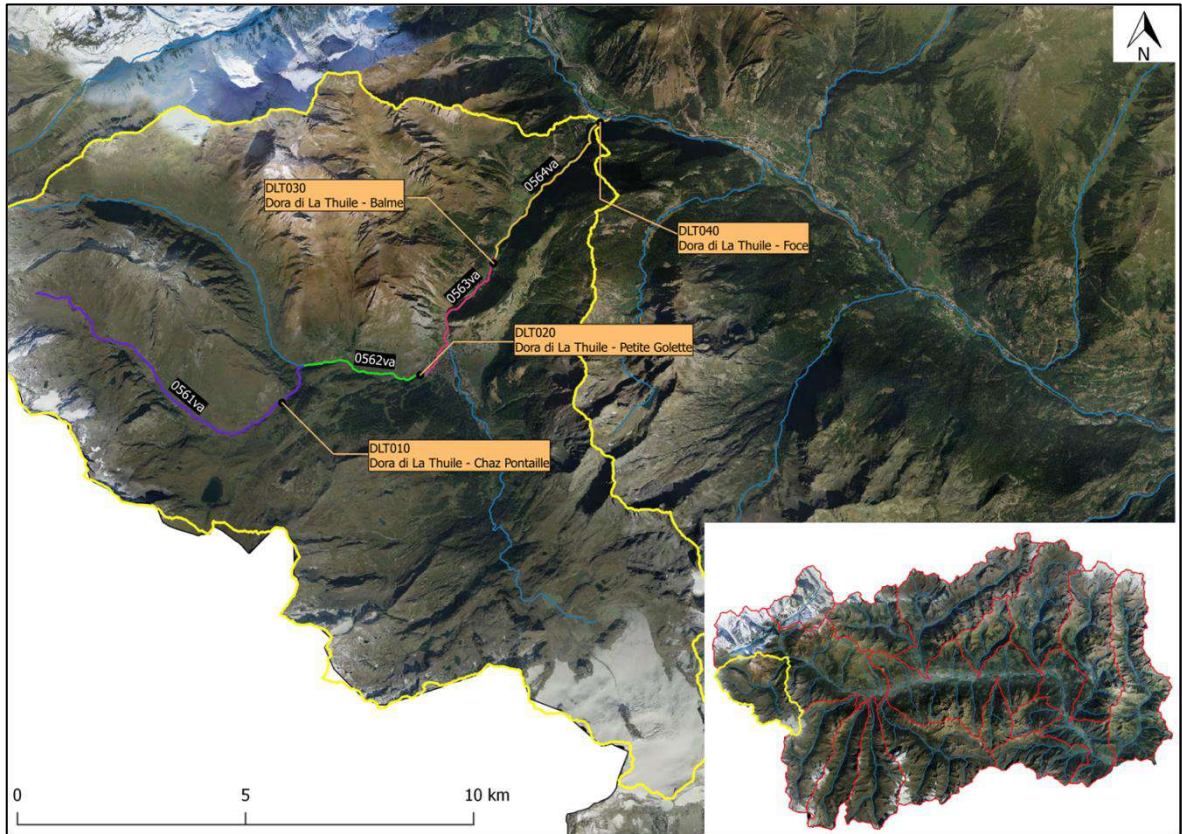 N
0564va
DLT030
Dora di La Thuile - Balme
DLT040
Dora di La Thuile - Foce
0563va
DLT020
Dora di La Thuile - Petite Golette
0562va
0561va
DLT010
Dora di La Thuile - Chaz Pontaille
0 5 10 km